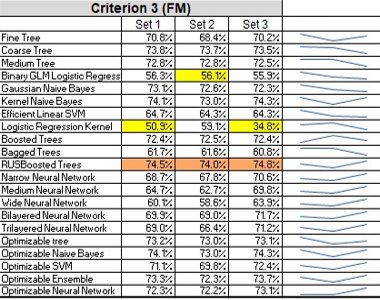 Criterion 3 (FM)
Set 1 Set 2 Set 3
Fine Tree 70.8% 68.4% 70.2%
Coarse Tree 73.8% 73.7% 73.5%
Medium Tree 72.8% 72.8% 72.5%
Binary GLM Logistic Regress 56.3% 56.1% 55.9%
Gaussian Naive Bayes 73.1% 72.6% 72.3%
Kernel Naive Bayes 74.1% 73.0% 74.3%
Efficient Linear SVM 64.7% 64.3% 64.3%
Logistic Regression Kernel 50.9% 59.1% 34.8%
Boosted Trees 72.4% 72.5% 72.4%
Bagged Trees 61.7% 61.6% 60.8%
RUSBoosted Trees 74.5% 74.0% 74.8%
Narrow Neural Network 68.7% 67.8% 70.6%
Medium Neural Network 64.7% 62.7% 69.8%
Wide Neural Network 60.1% 58.6% 63.9%
Bilayered Neural Network 69.9% 69.0% 71.7%
Trilayered Neural Network 69.0% 66.4% 71.2%
Optimizable tree 73.2% 73.0% 73.1%
Optimizable Naive Bayes 74.1% 73.0% 74.3%
Optimizable SVM 71.1% 69.8% 72.4%
Optimizable Ensemble 73.3% 72.3% 73.7%
Optimizable Neural Network 72.3% 72.2% 73.1%